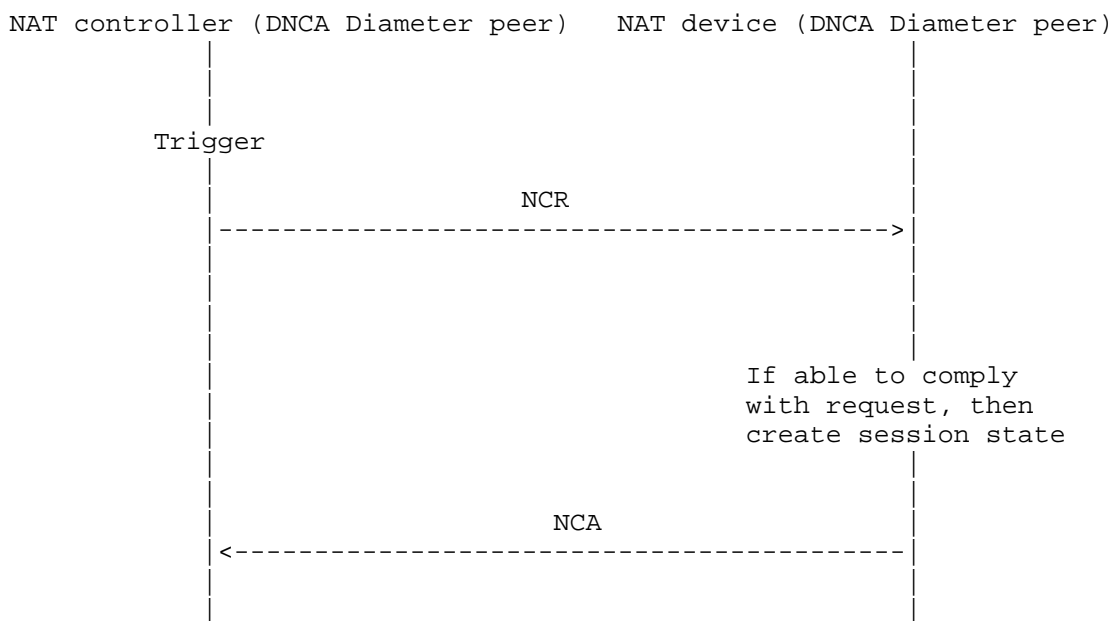 NAT controller (DNCA Diameter peer) NAT device (DNCA Diameter peer)
Trigger
NCR
If able to comply
with request, then
create session state
NCA